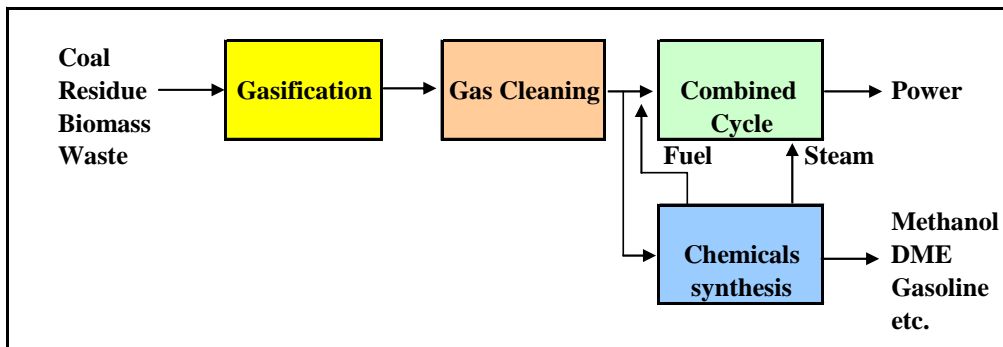 Coal
Residue
Biomass
Waste
Gasification
Gas Cleaning
Combined
Cycle
Power
Fuel
Steam
Chemicals
synthesis
Methanol
DME
Gasoline
etc.